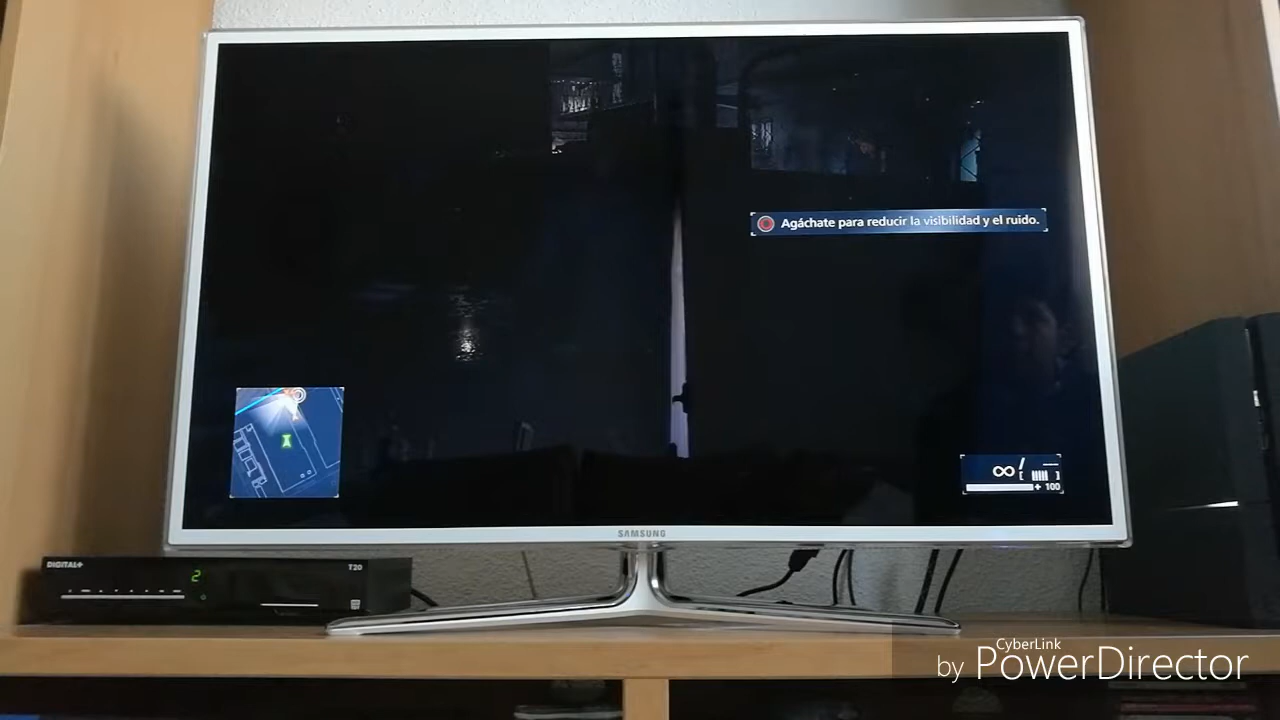 Agáchate para reducir la visibilidad y el ruido.
∞
+ 100
SAMSUNG
DIGITAL+
2
T20
CyberLink
by PowerDirector